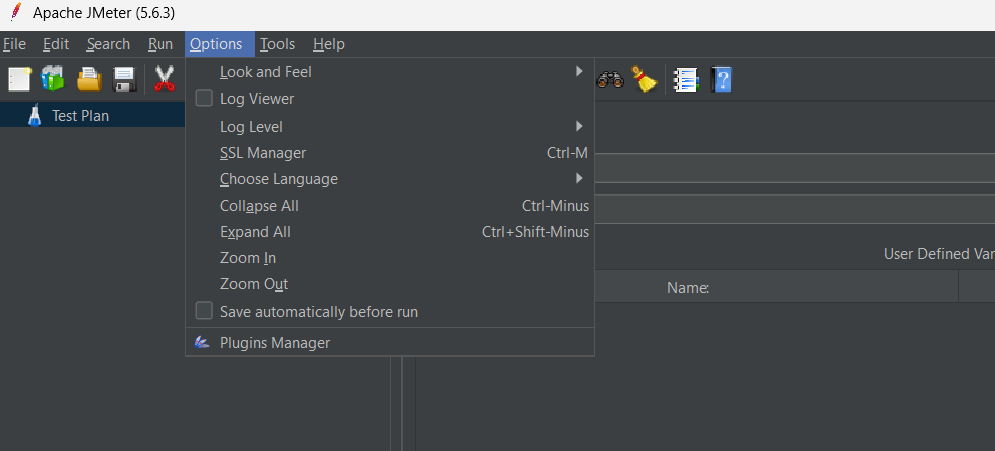 Apache JMeter (5.6.3)
File Edit Search Run Options Tools Help
Look and Feel
Log Viewer
Test Plan
Log Level
SSL Manager Ctrl-M
Choose Language
Collapse All Ctrl-Minus
Expand All Ctrl+Shift-Minus
User Defined Var
Zoom In
Zoom Out
Name:
Save automatically before run
Plugins Manager